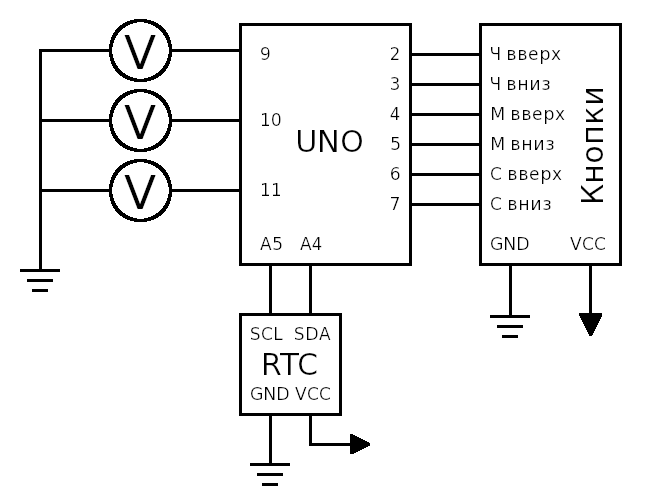 V
V
V
9
10
11
UNO
2
3
4
5
6
7
A5 A4
Ч вверх
Ч вниз
М вверх
М вниз
С вверх
С вниз
Кнопки
GND VCC
SCL SDA
RTC
GND VCC